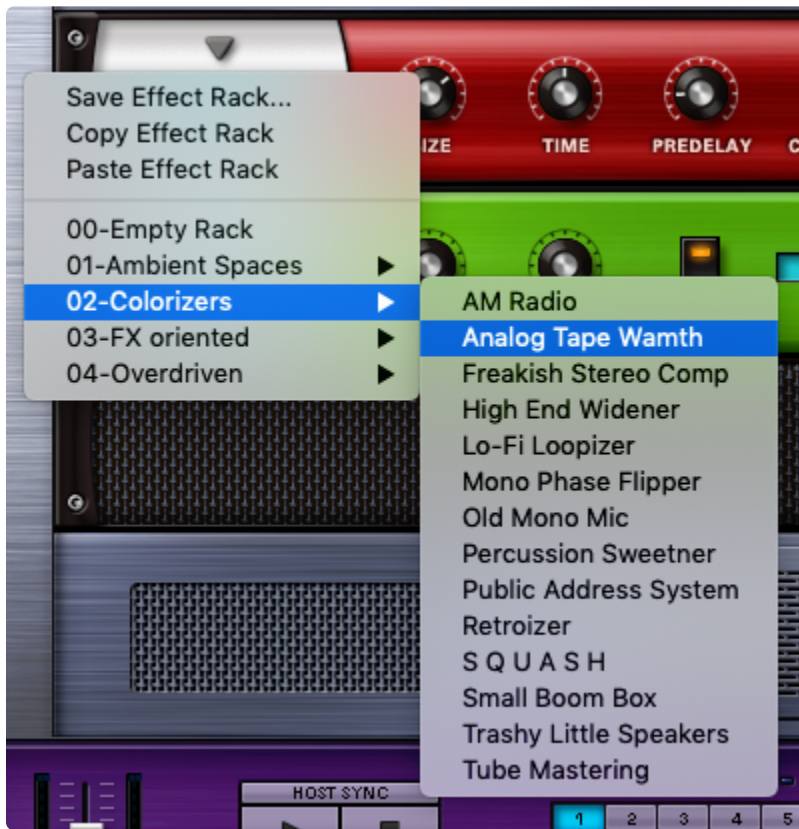 IZE
TIME
PREDELAY
C
Save Effect Rack...
Copy Effect Rack
Paste Effect Rack
00-Empty Rack
01-Ambient Spaces
02-Colorizers
03-FX oriented
04-Overdriven
AM Radio
Analog Tape Wamth
Freakish Stereo Comp
High End Widener
Lo-Fi Loopizer
Mono Phase Flipper
Old Mono Mic
Percussion Sweetner
Public Address System
Retroizer
S Q U A S H
Small Boom Box
Trashy Little Speakers
Tube Mastering
HOST SYNC
1 2 3 4 5